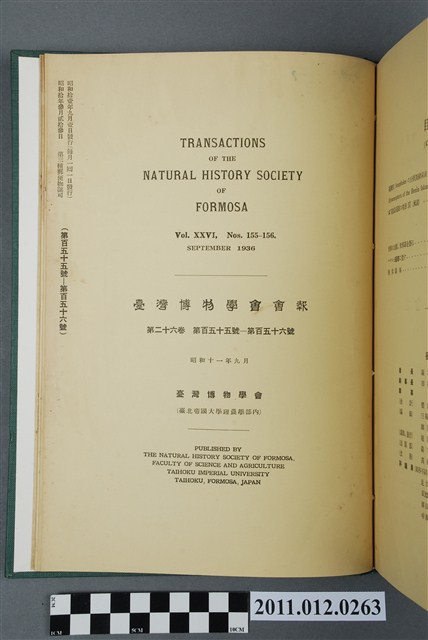 TRANSACTIONS
OF THE
NATURAL HISTORY SOCIETY
OF
FORMOSA
Vol. XXVI, Nos. 155-156.
SEPTEMBER 1936
臺灣博物學會會報
第二十六卷 第百五十五號—第百五十六號
昭和十一年九月
臺灣博物學會
(臺北帝國大學理農學部內)
PUBLISHED BY
THE NATURAL HISTORY SOCIETY OF FORMOSA,
FACULTY OF SCIENCE AND AGRICULTURE
TAIHOKU IMPERIAL UNIVERSITY
TAIHOKU, FORMOSA, JAPAN
(第百五十五號—第百五十六號)
1CM
5CM
10CM
2011.012.0263